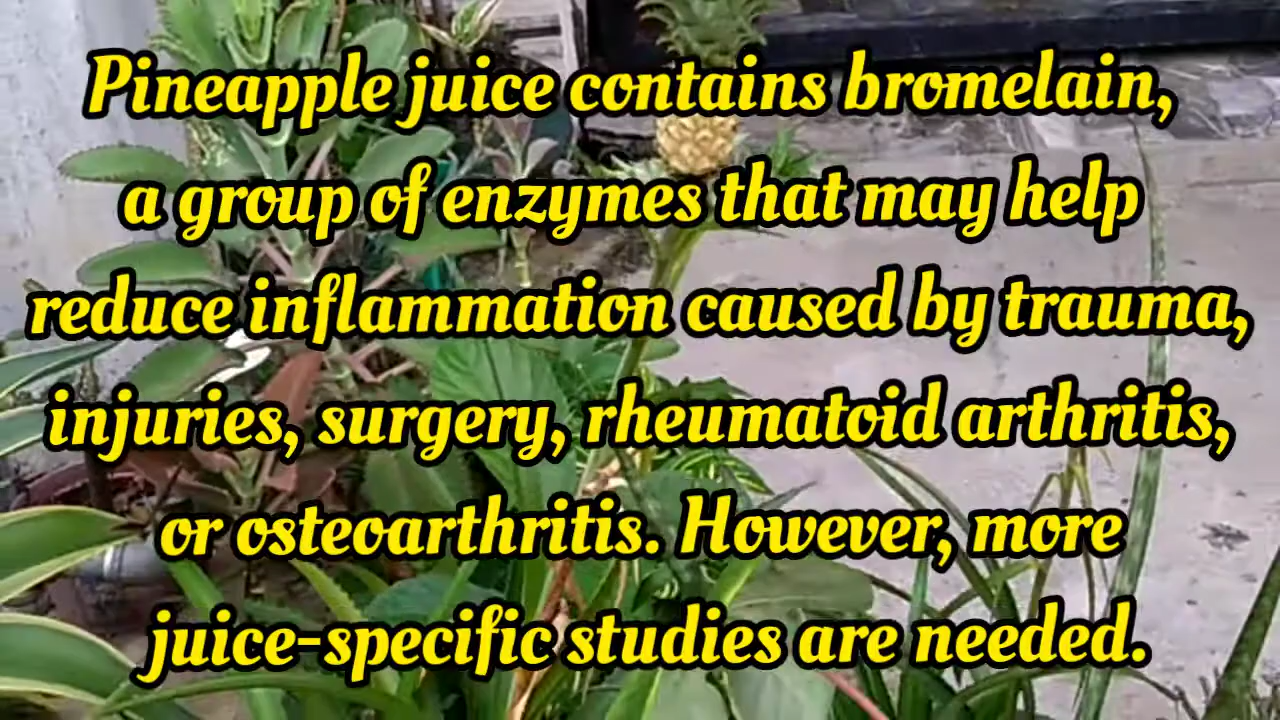 Pineapple juice contains bromelain,
a group of enzymes that may help
reduce inflammation caused by trauma,
injuries, surgery, rheumatoid arthritis,
or osteoarthritis. However, more
juice-specific studies are needed.